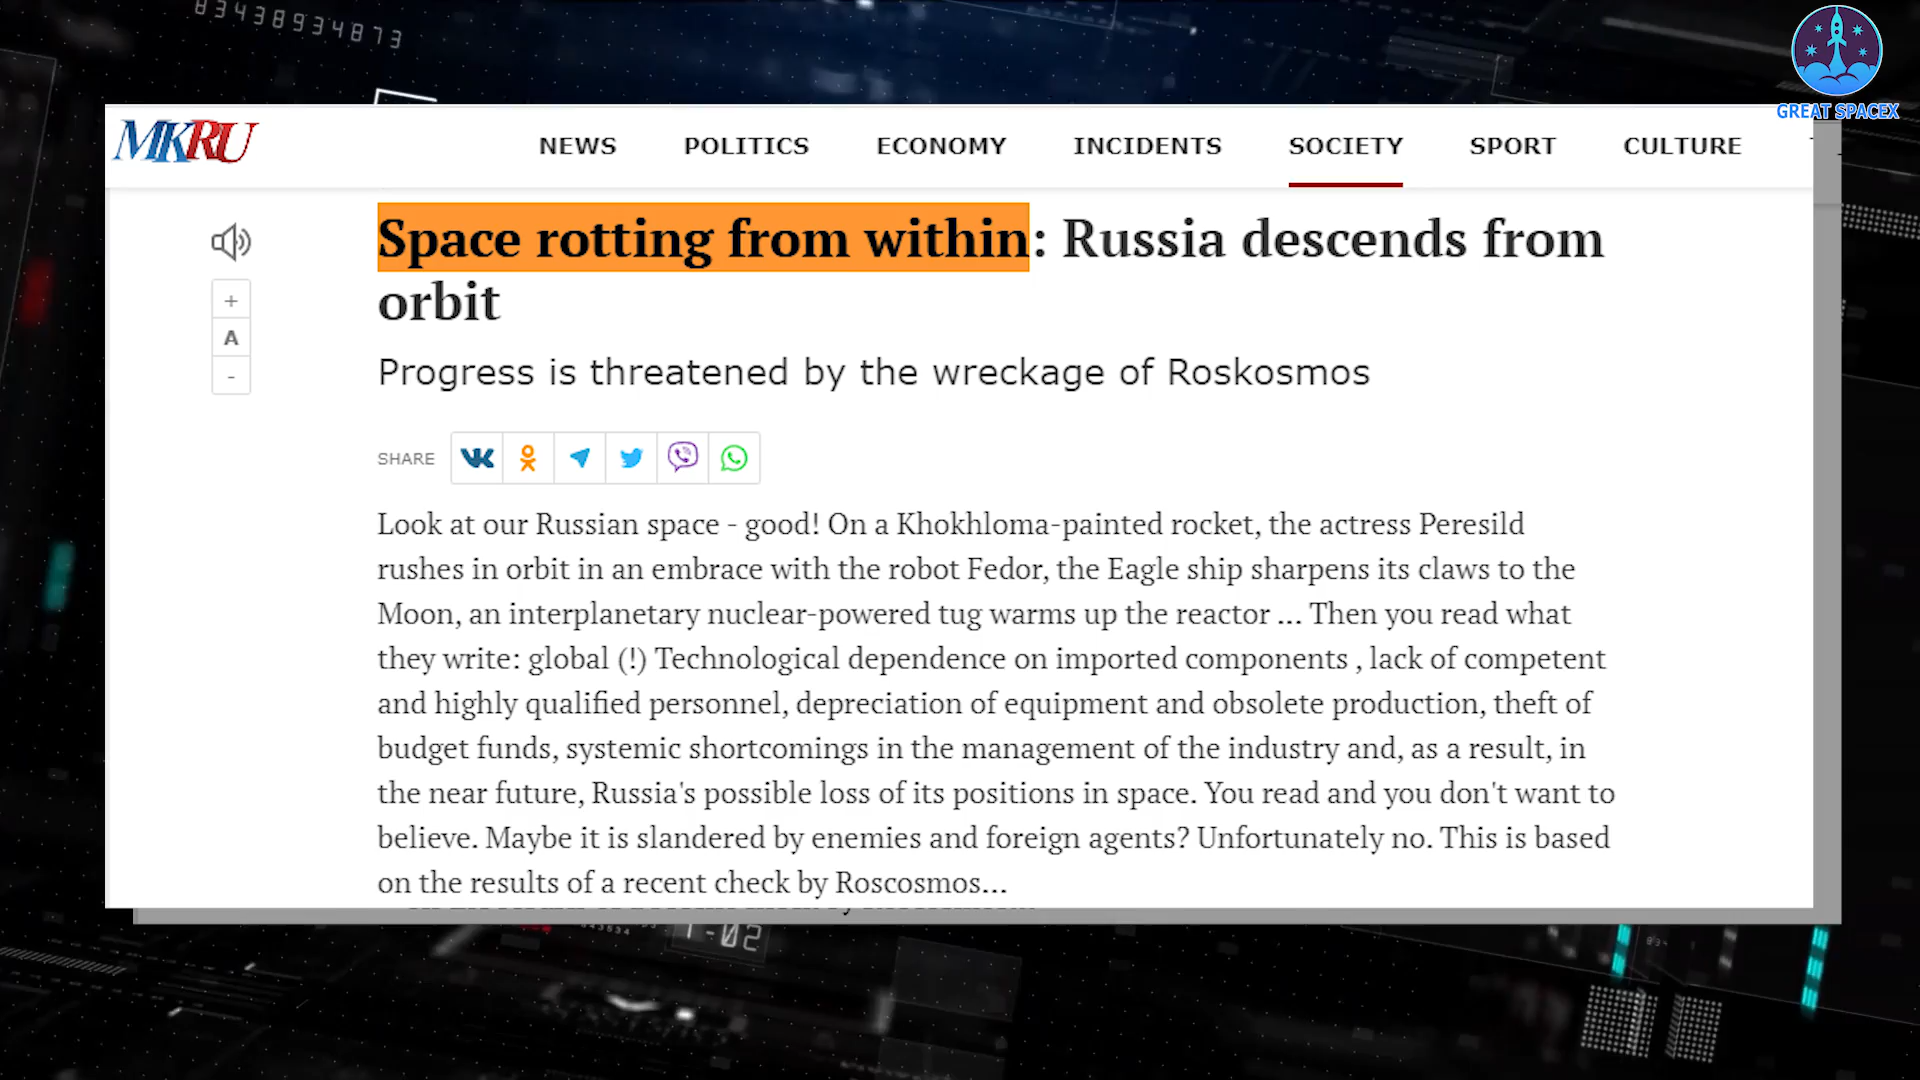 83438934873
GREAT SPACEX
MKRU
NEWS POLITICS ECONOMY INCIDENTS SOCIETY SPORT CULTURE
Space rotting from within: Russia descends from
orbit
+
A
-
Progress is threatened by the wreckage of Roskosmos
SHARE
Look at our Russian space - good! On a Khokhloma-painted rocket, the actress Peresild
rushes in orbit in an embrace with the robot Fedor, the Eagle ship sharpens its claws to the
Moon, an interplanetary nuclear-powered tug warms up the reactor ... Then you read what
they write: global (!) Technological dependence on imported components , lack of competent
and highly qualified personnel, depreciation of equipment and obsolete production, theft of
budget funds, systemic shortcomings in the management of the industry and, as a result, in
the near future, Russia's possible loss of its positions in space. You read and you don't want to
believe. Maybe it is slandered by enemies and foreign agents? Unfortunately no. This is based
on the results of a recent check by Roscosmos...
T-02